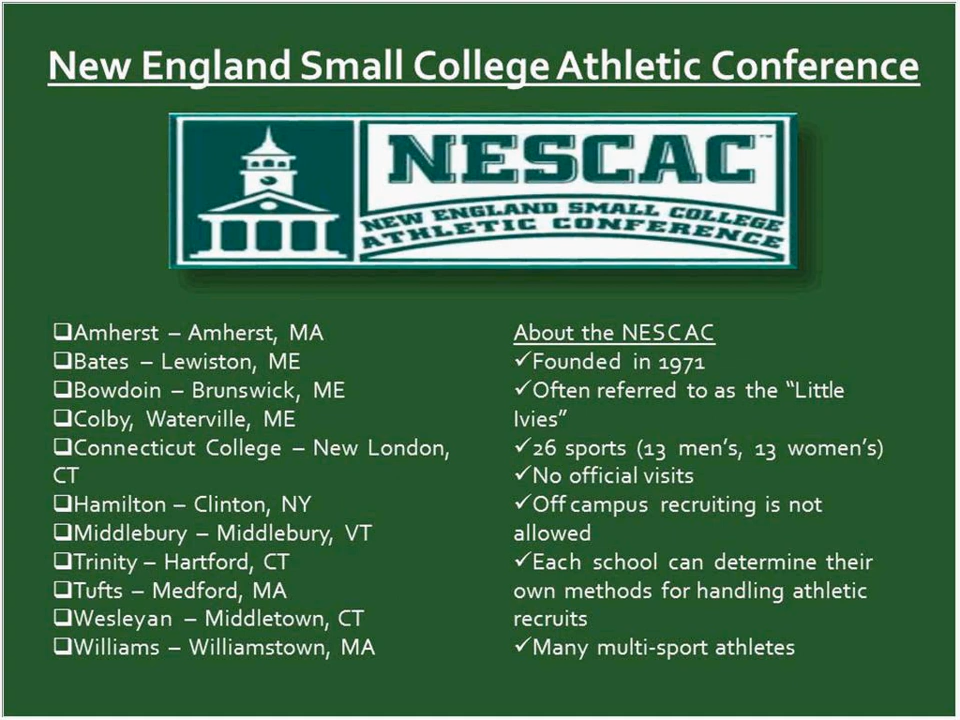 New England Small College Athletic Conference
NESCAC™
NEW ENGLAND SMALL COLLEGE
ATHLETIC CONFERENCE
❑Amherst – Amherst, MA
❑Bates – Lewiston, ME
❑Bowdoin – Brunswick, ME
❑Colby, Waterville, ME
❑Connecticut College – New London,
CT
❑Hamilton – Clinton, NY
❑Middlebury – Middlebury, VT
❑Trinity – Hartford, CT
❑Tufts – Medford, MA
❑Wesleyan – Middletown, CT
❑Williams – Williamstown, MA
About the NESCAC
✓Founded in 1971
✓Often referred to as the “Little
Ivies”
✓26 sports (13 men’s, 13 women’s)
✓No official visits
✓Off campus recruiting is not
allowed
✓Each school can determine their
own methods for handling athletic
recruits
✓Many multi-sport athletes